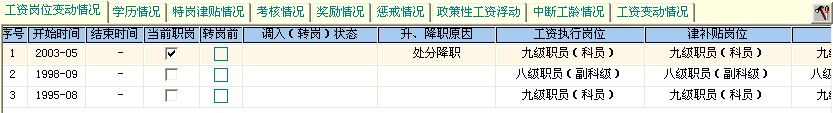 工资岗位变动情况 学历情况 特岗津贴情况 考核情况 奖励情况 惩戒情况 政策性工资浮动 中断工龄情况 工资变动情况
序号 开始时间 结束时间 当前职岗 转岗前 调入（转岗）状态 升、降职原因 工资执行岗位 津补贴岗位
1 2003-05 - 处分降职 九级职员（科员） 九级职员（科员） 九
2 1998-09 - 八级职员（副科级） 八级职员（副科级） 八级
3 1995-08 - 九级职员（科员） 九级职员（科员） 九